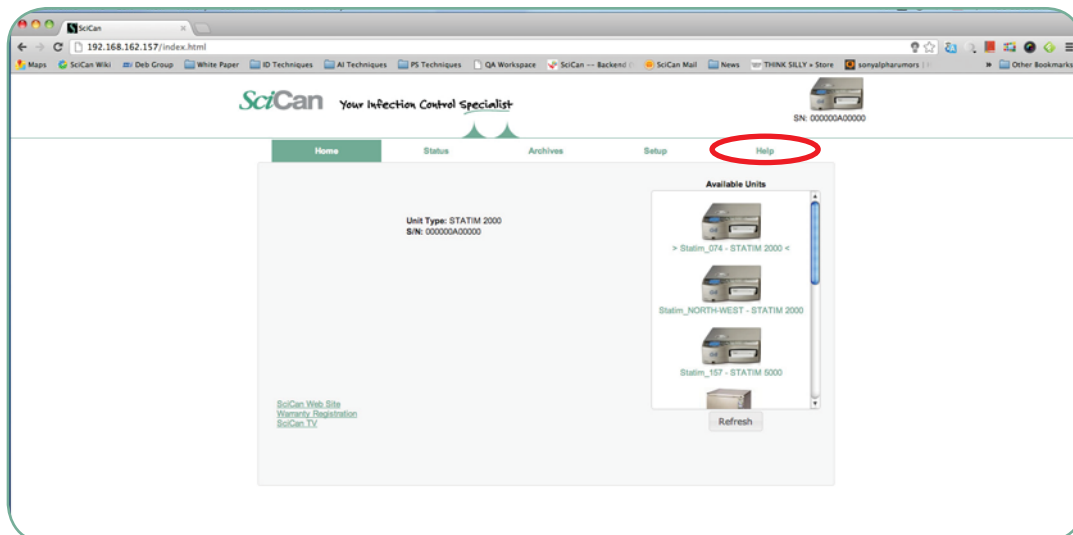 SciCan
192.168.162.157/index.html
Maps SciCan Wiki Deb Group White Paper ID Techniques AI Techniques PS Techniques QA Workspace SciCan -- Backend SciCan Mail News THINK SILLY » Store sonyalpharumors » Other Bookmarks
SciCan Your Infection Control Specialist
SN: 000000A00000
Home Status Archives Setup Help
Available Units
Unit Type: STATIM 2000
S/N: 000000A00000
> Statim_074 - STATIM 2000 <
Statim_NORTH-WEST - STATIM 2000
Statim_157 - STATIM 5000
SciCan Web Site
Warranty Registration
SciCan TV
Refresh